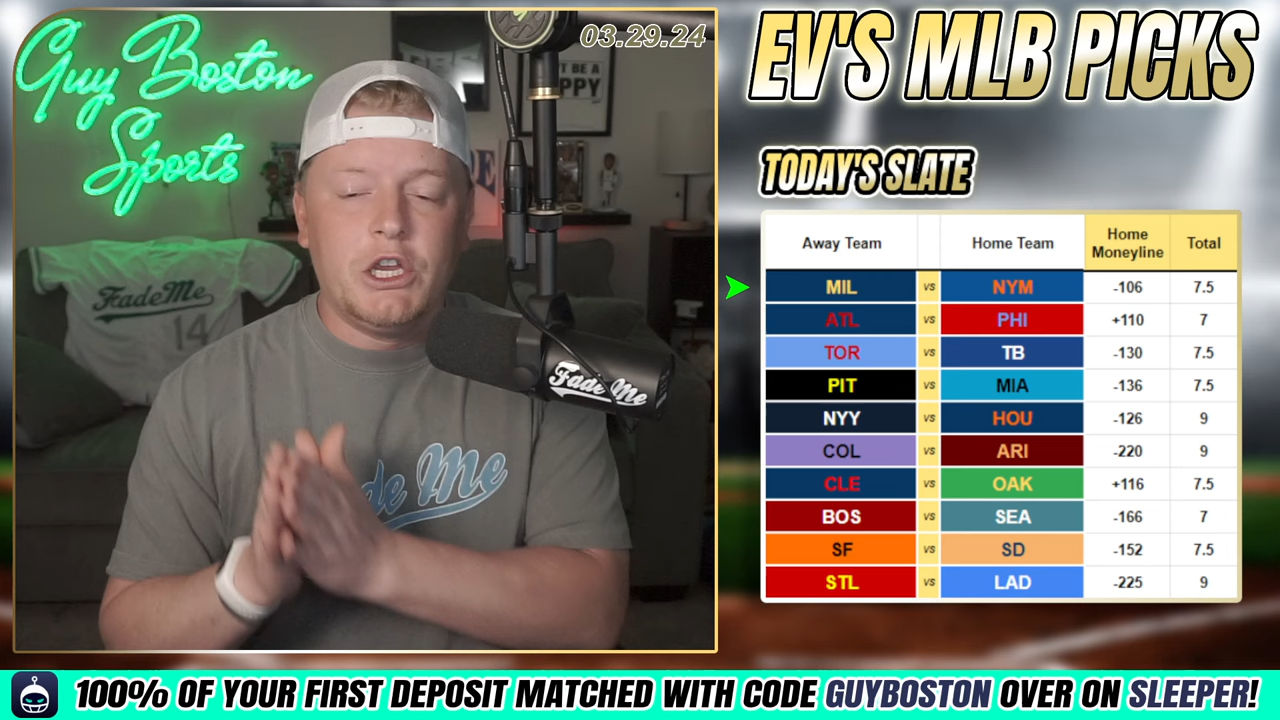 Guy Boston
Sports
03.29.24
EV'S MLB PICKS
TODAY'S SLATE
Away Team Home Team Home Moneyline Total
MIL vs NYM -106 7.5
ATL vs PHI +110 7
TOR vs TB -130 7.5
PIT vs MIA -136 7.5
NYY vs HOU -126 9
COL vs ARI -220 9
CLE vs OAK +116 7.5
BOS vs SEA -166 7
SF vs SD -152 7.5
STL vs LAD -225 9
FadeMe
14
Fade Me
de Me
100% OF YOUR FIRST DEPOSIT MATCHED WITH CODE GUYBOSTON OVER ON SLEEPER!